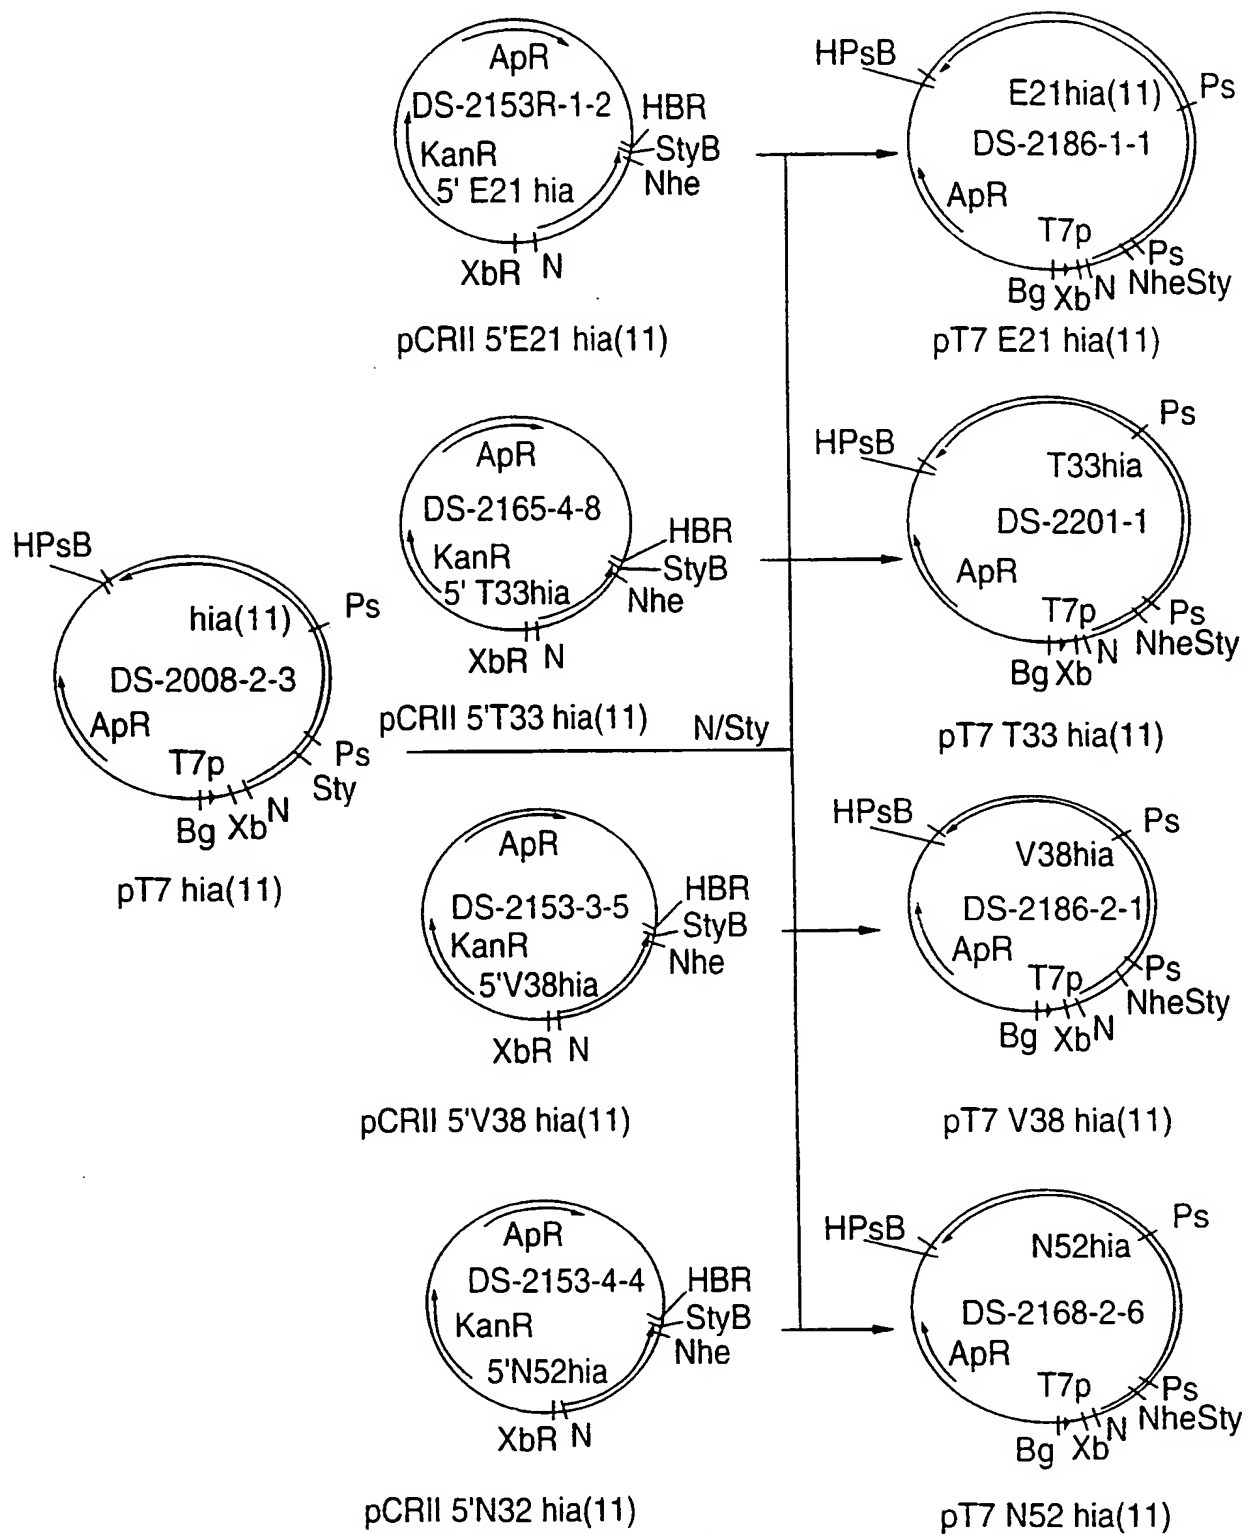 ApR
DS-2153R-1-2
KanR
5' E21 hia
HBR
StyB
Nhe
XbR N
pCRII 5'E21 hia(11)
HPsB
E21hia(11)
Ps
DS-2186-1-1
ApR
T7p
Ps
NheSty
Bg Xb N
pT7 E21 hia(11)
ApR
DS-2165-4-8
KanR
5' T33hia
HBR
StyB
Nhe
XbR N
pCRII 5'T33 hia(11)
HPsB
Ps
T33hia
DS-2201-1
ApR
T7p
Ps
NheSty
Bg Xb N
pT7 T33 hia(11)
HPsB
hia(11)
Ps
DS-2008-2-3
ApR
T7p
Ps
Sty
Bg Xb N
pT7 hia(11)
N/Sty
ApR
DS-2153-3-5
KanR
5'V38hia
HBR
StyB
Nhe
XbR N
pCRII 5'V38 hia(11)
HPsB
Ps
V38hia
DS-2186-2-1
ApR
T7p
Ps
NheSty
Bg Xb N
pT7 V38 hia(11)
ApR
DS-2153-4-4
KanR
5'N52hia
HBR
StyB
Nhe
XbR N
pCRII 5'N32 hia(11)
HPsB
Ps
N52hia
DS-2168-2-6
ApR
T7p
Ps
NheSty
Bg Xb N
pT7 N52 hia(11)